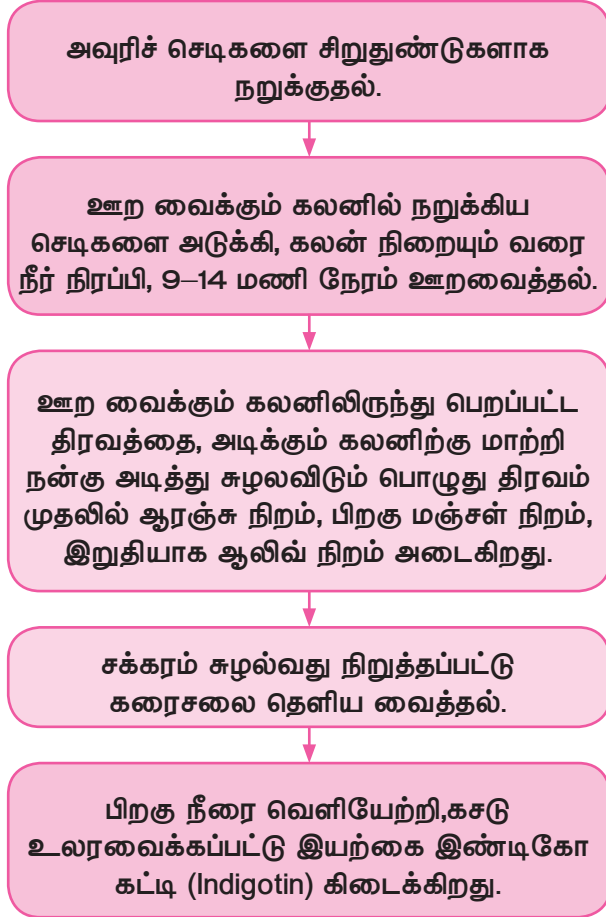 அவுரிச் செடிகளை சிறுதுண்டுகளாக
நறுக்குதல்.
ஊற வைக்கும் கலனில் நறுக்கிய
செடிகளை அடுக்கி, கலன் நிறையும் வரை
நீர் நிரப்பி, 9–14 மணி நேரம் ஊறவைத்தல்.
ஊற வைக்கும் கலனிலிருந்து பெறப்பட்ட
திரவத்தை, அடிக்கும் கலனிற்கு மாற்றி
நன்கு அடித்து சுழலவிடும் பொழுது திரவம்
முதலில் ஆரஞ்சு நிறம், பிறகு மஞ்சள் நிறம்,
இறுதியாக ஆலிவ் நிறம் அடைகிறது.
சக்கரம் சுழல்வது நிறுத்தப்பட்டு
கரைசலை தெளிய வைத்தல்.
பிறகு நீரை வெளியேற்றி,கசடு
உலரவைக்கப்பட்டு இயற்கை இண்டிகோ
கட்டி (Indigotin) கிடைக்கிறது.